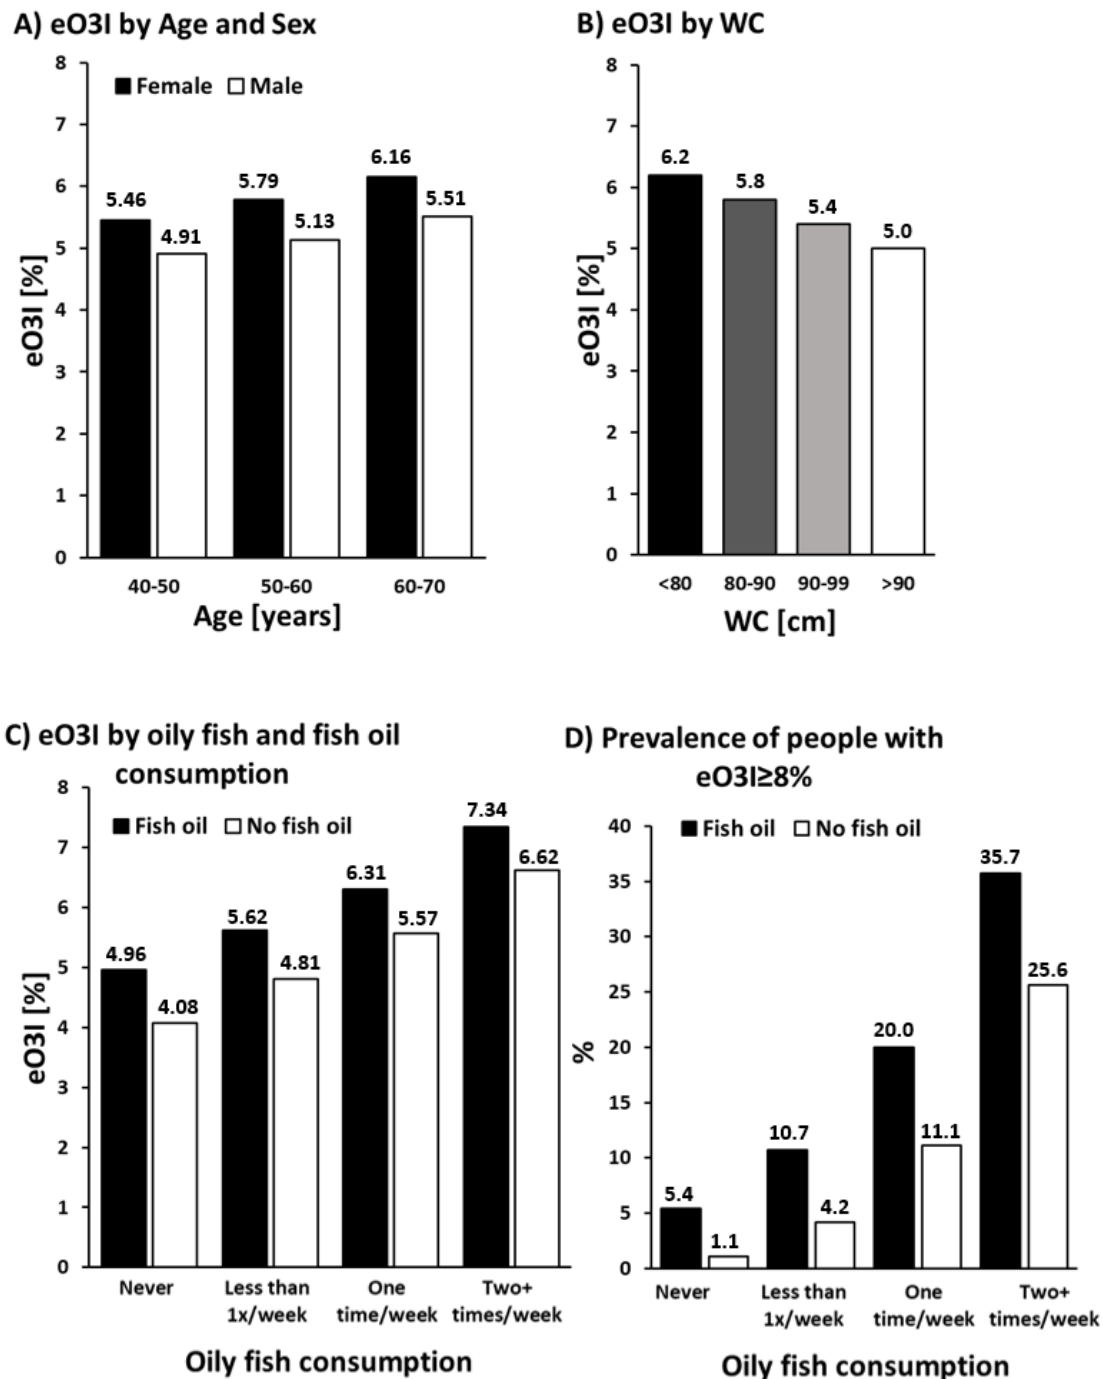 A) eO3I by Age and Sex
8
7
6
5
4
3
2
1
0
eO3I [%]
Female Male
5.46
4.91
5.79
5.13
6.16
5.51
40-50 50-60 60-70
Age [years]
B) eO3I by WC
8
7
6
5
4
3
2
1
0
eO3I [%]
6.2
5.8
5.4
5.0
<80 80-90 90-99 >90
WC [cm]
C) eO3I by oily fish and fish oil
consumption
8
7
6
5
4
3
2
1
0
eO3I [%]
Fish oil No fish oil
4.96
4.08
5.62
4.81
6.31
5.57
7.34
6.62
Never Less than One Two+
1x/week time/week times/week
Oily fish consumption
D) Prevalence of people with
eO3I≥8%
40
35
30
25
20
15
10
5
0
%
Fish oil No fish oil
5.4
1.1
10.7
4.2
20.0
11.1
35.7
25.6
Never Less than One Two+
1x/week time/week times/week
Oily fish consumption